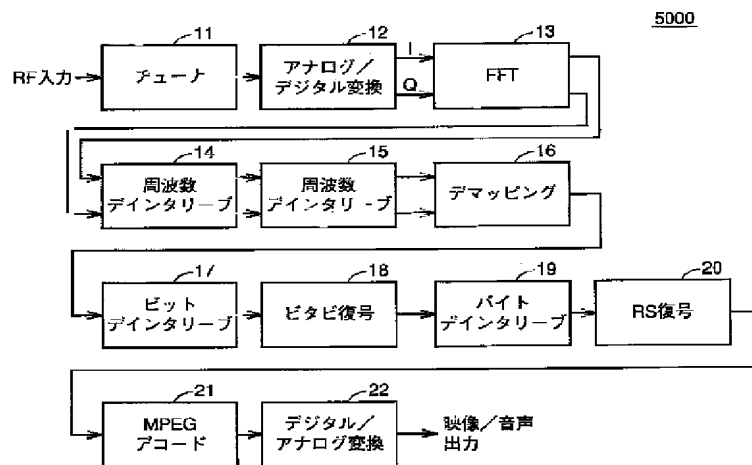 5000
11
12
13
RF入力
チューナ
アナログ／
デジタル変換
I
Q
FFT
14
15
16
周波数
デインタリーブ
周波数
デインタリーブ
デマッピング
17
18
19
20
ビット
デインタリーブ
ビタビ復号
バイト
デインタリーブ
RS復号
21
22
MPEG
デコード
デジタル／
アナログ変換
映像／音声
出力